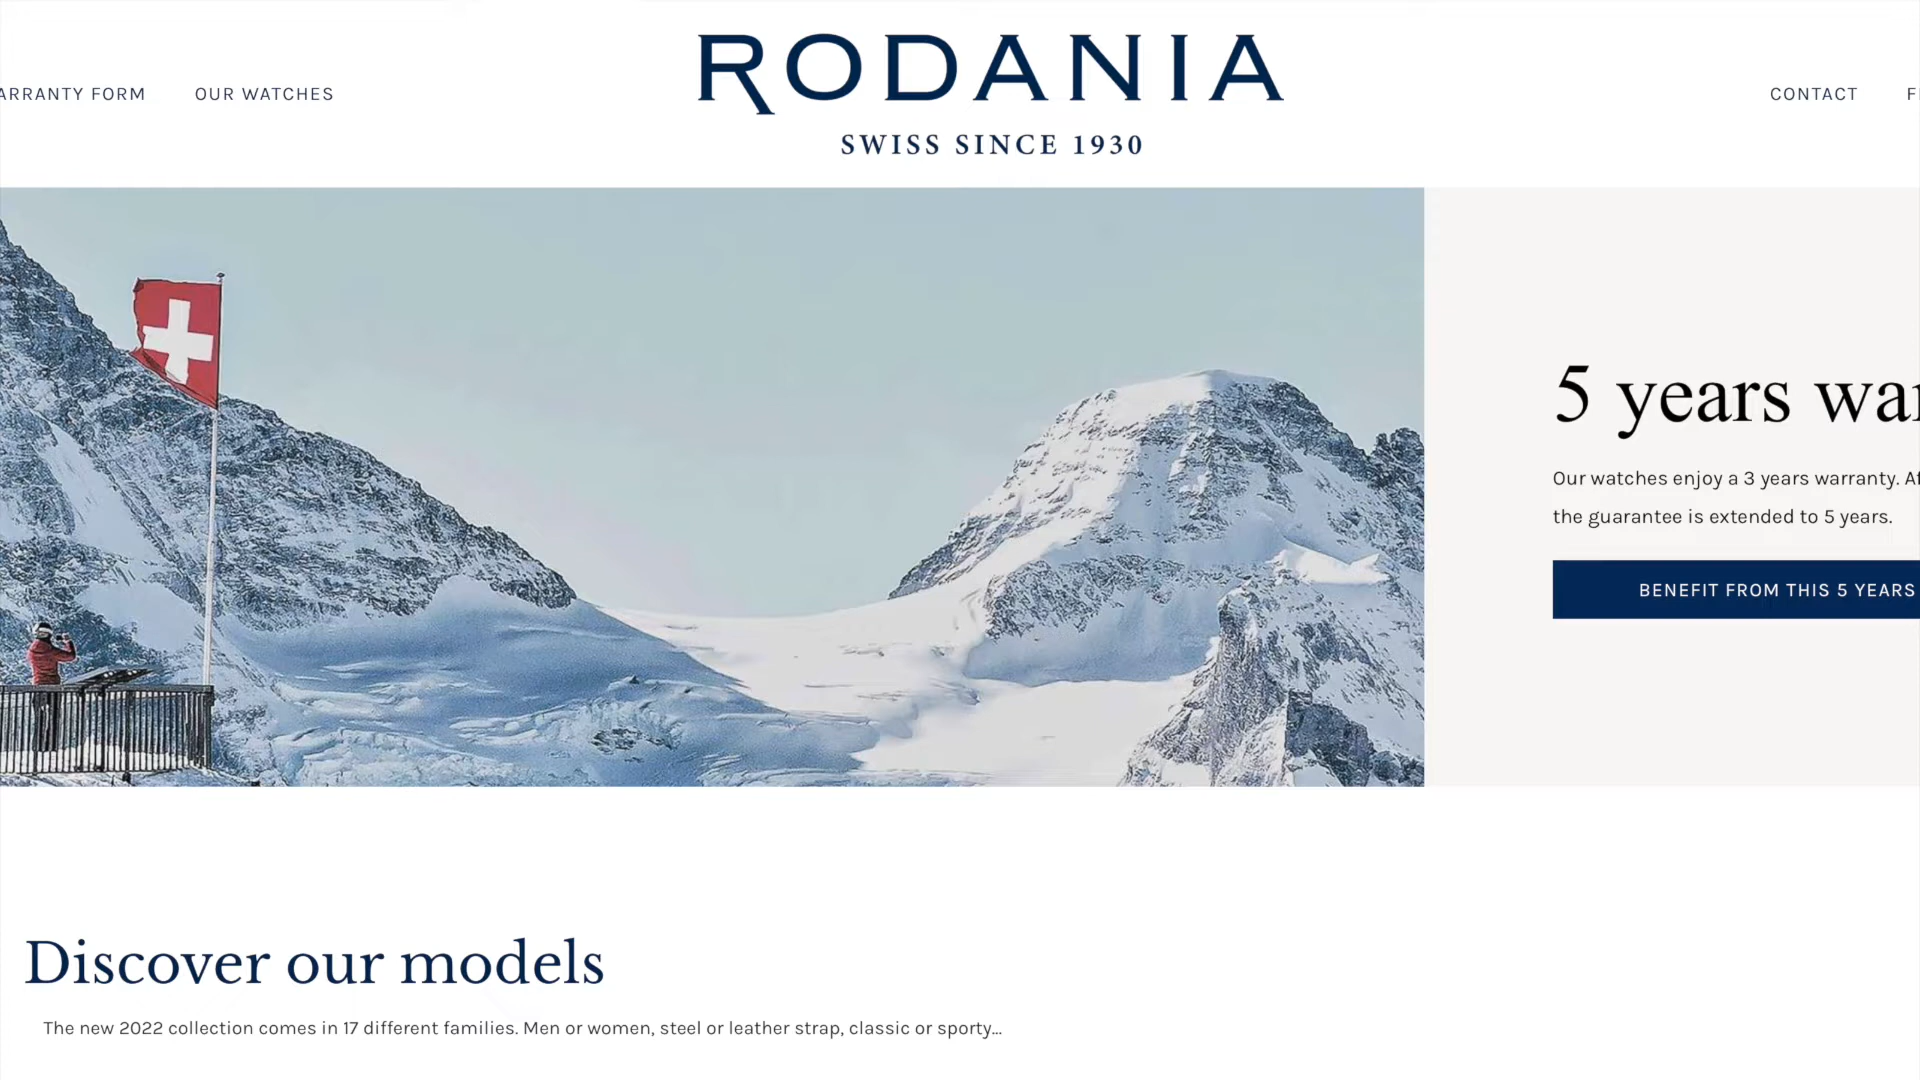 RODANIA
SWISS SINCE 1930
WARRANTY FORM OUR WATCHES CONTACT
5 years
Our watches enjoy a 3 years warranty.
the guarantee is extended to 5 years.
BENEFIT FROM THIS 5 YEARS
Discover our models
The new 2022 collection comes in 17 different families. Men or women, steel or leather strap, classic or sporty...